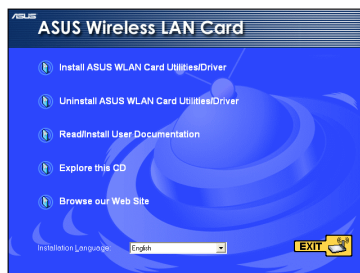 ASUS
ASUS Wireless LAN Card
Install ASUS WLAN Card Utilities/Driver
Uninstall ASUS WLAN Card Utilities/Driver
Read/Install User Documentation
Explore this CD
Browse our Web Site
Installation Language: English
EXIT